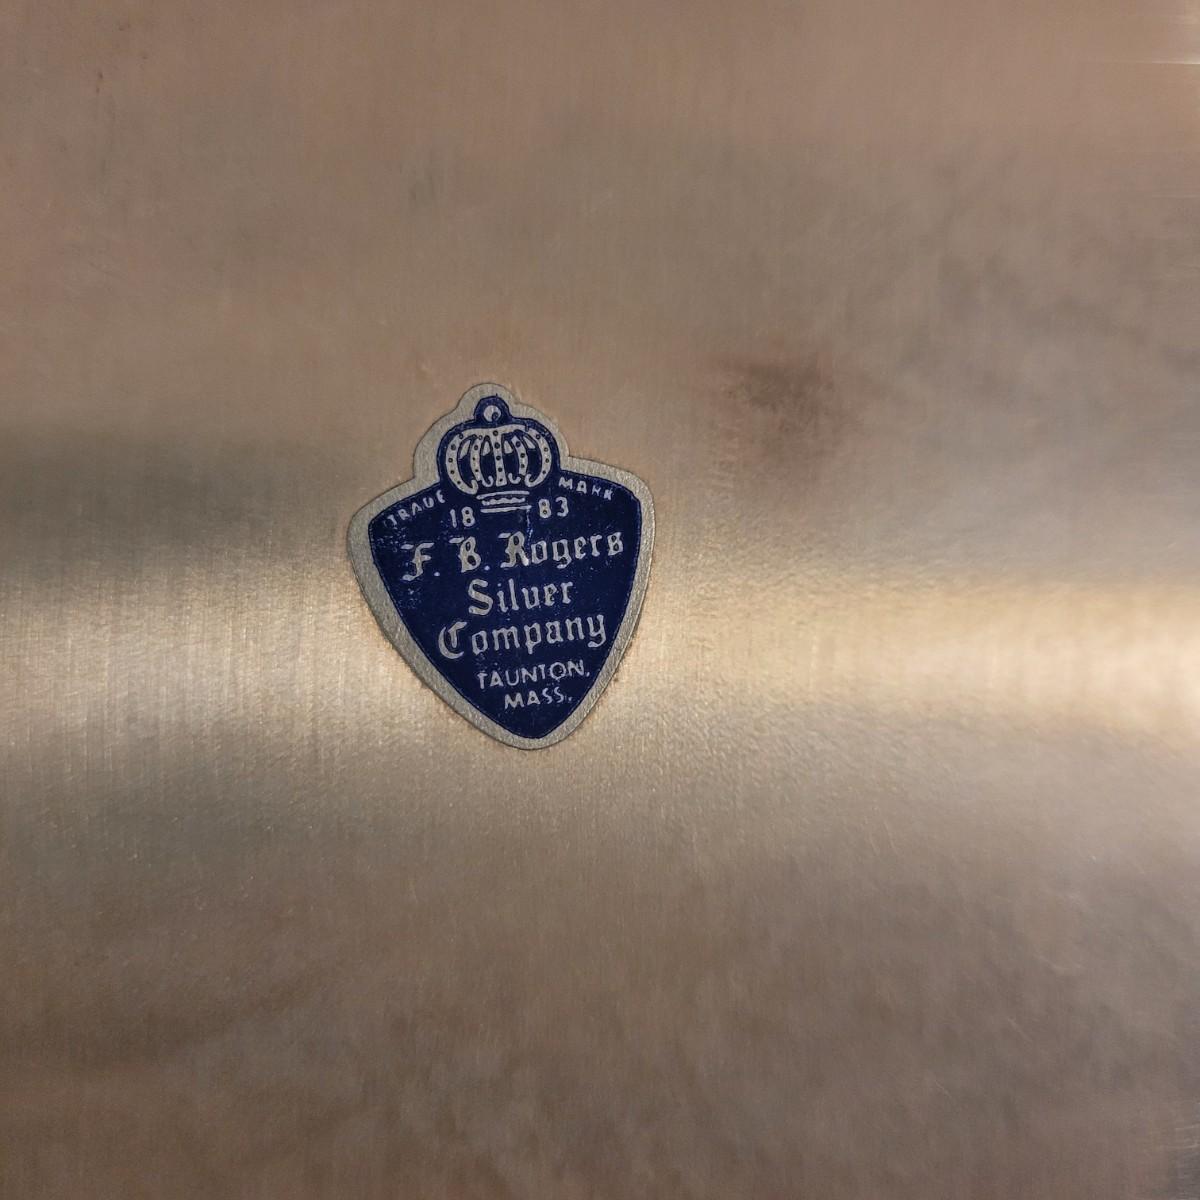 TRADE MARK
18 83
F. B. Rogers
Silver
Company
TAUNTON,
MASS.